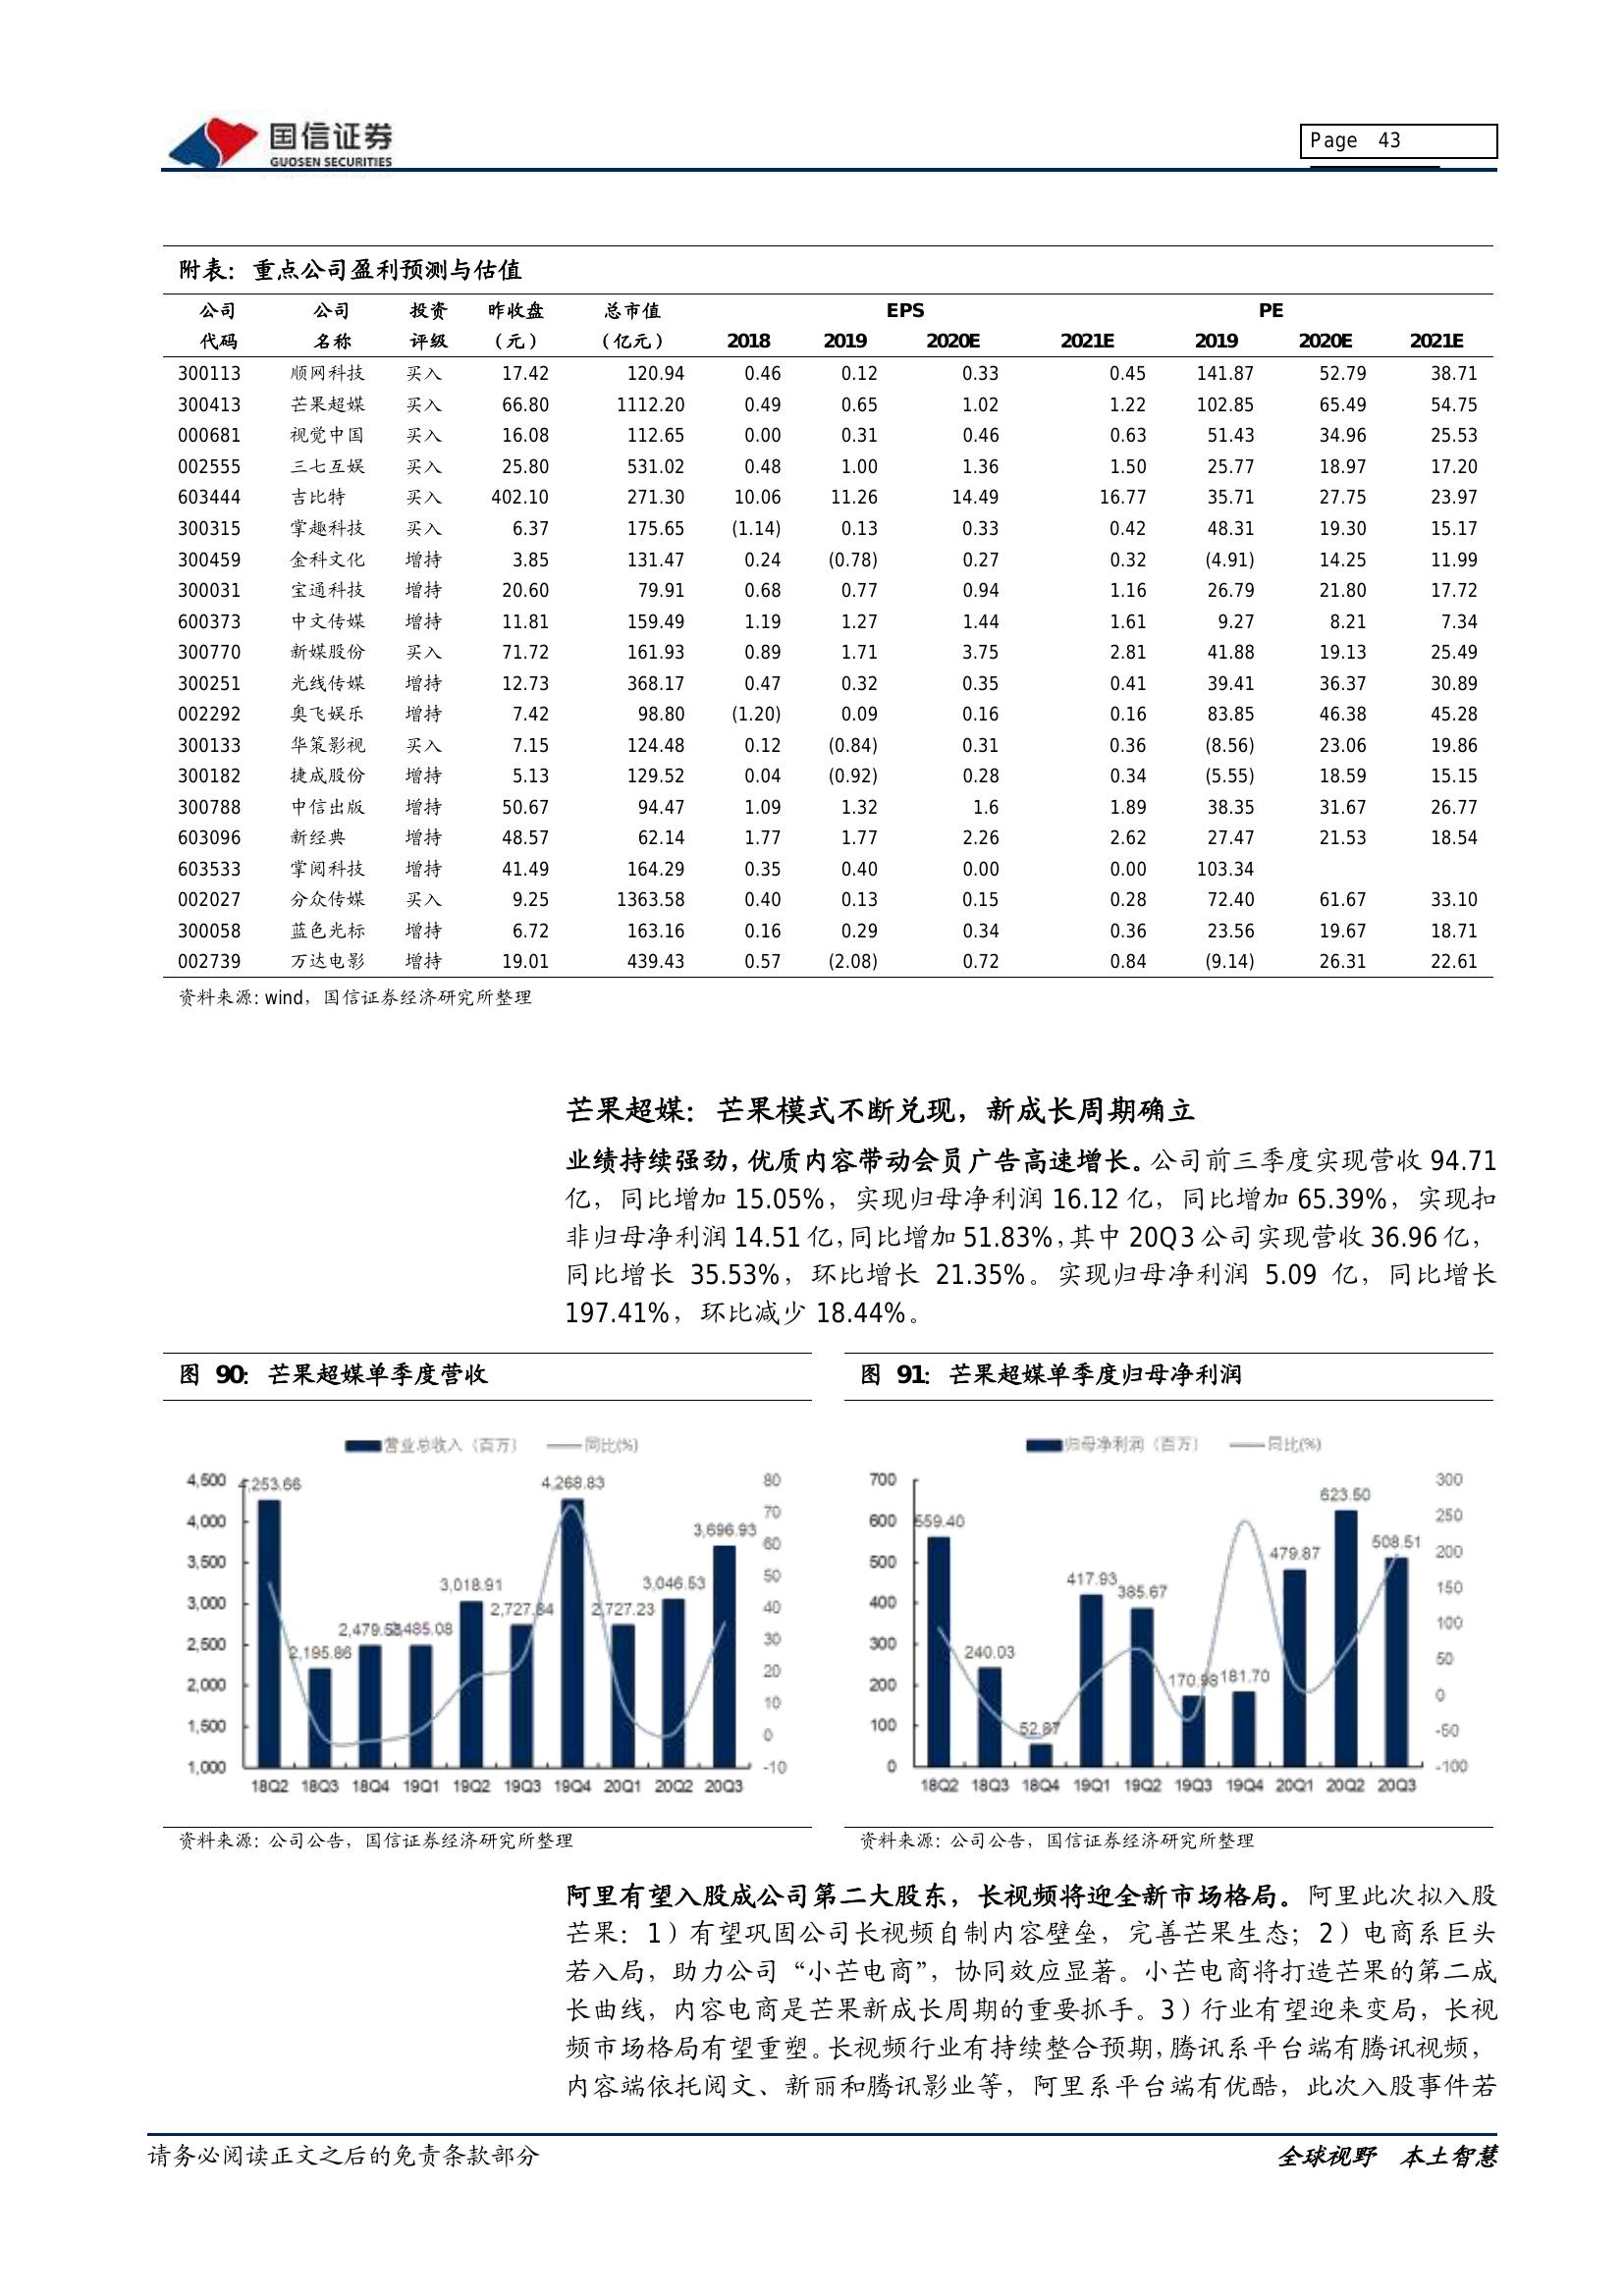 国信证券
GUOSEN SECURITIES
Page 43
附表：重点公司盈利预测与估值
公司 公司 投资 昨收盘 总市值 EPS PE
代码 名称 评级 （元） （亿元） 2018 2019 2020E 2021E 2019 2020E 2021E
300113 顺网科技 买入 17.42 120.94 0.46 0.12 0.33 0.45 141.87 52.79 38.71
300413 芒果超媒 买入 66.80 1112.20 0.49 0.65 1.02 1.22 102.85 65.49 54.75
000681 视觉中国 买入 16.08 112.65 0.00 0.31 0.46 0.63 51.43 34.96 25.53
002555 三七互娱 买入 25.80 531.02 0.48 1.00 1.36 1.50 25.77 18.97 17.20
603444 吉比特 买入 402.10 271.30 10.06 11.26 14.49 16.77 35.71 27.75 23.97
300315 掌趣科技 买入 6.37 175.65 (1.14) 0.13 0.33 0.42 48.31 19.30 15.17
300459 金科文化 增持 3.85 131.47 0.24 (0.78) 0.27 0.32 (4.91) 14.25 11.99
300031 宝通科技 增持 20.60 79.91 0.68 0.77 0.94 1.16 26.79 21.80 17.72
600373 中文传媒 增持 11.81 159.49 1.19 1.27 1.44 1.61 9.27 8.21 7.34
300770 新媒股份 买入 71.72 161.93 0.89 1.71 3.75 2.81 41.88 19.13 25.49
300251 光线传媒 增持 12.73 368.17 0.47 0.32 0.35 0.41 39.41 36.37 30.89
002292 奥飞娱乐 增持 7.42 98.80 (1.20) 0.09 0.16 0.16 83.85 46.38 45.28
300133 华策影视 买入 7.15 124.48 0.12 (0.84) 0.31 0.36 (8.56) 23.06 19.86
300182 捷成股份 增持 5.13 129.52 0.04 (0.92) 0.28 0.34 (5.55) 18.59 15.15
300788 中信出版 增持 50.67 94.47 1.09 1.32 1.6 1.89 38.35 31.67 26.77
603096 新经典 增持 48.57 62.14 1.77 1.77 2.26 2.62 27.47 21.53 18.54
603533 掌阅科技 增持 41.49 164.29 0.35 0.40 0.00 0.00 103.34
002027 分众传媒 买入 9.25 1363.58 0.40 0.13 0.15 0.28 72.40 61.67 33.10
300058 蓝色光标 增持 6.72 163.16 0.16 0.29 0.34 0.36 23.56 19.67 18.71
002739 万达电影 增持 19.01 439.43 0.57 (2.08) 0.72 0.84 (9.14) 26.31 22.61
资料来源: wind，国信证券经济研究所整理
芒果超媒：芒果模式不断兑现，新成长周期确立
业绩持续强劲，优质内容带动会员广告高速增长。公司前三季度实现营收 94.71
亿，同比增加 15.05%，实现归母净利润 16.12 亿，同比增加 65.39%，实现扣
非归母净利润 14.51 亿，同比增加 51.83%，其中 20Q3 公司实现营收 36.96 亿，
同比增长 35.53%，环比增长 21.35%。实现归母净利润 5.09 亿，同比增长
197.41%，环比减少 18.44%。
图 90：芒果超媒单季度营收
营业总收入（百万） 同比(%)
4,500 4,000 3,500 3,000 2,500 2,000 1,500 1,000
4,253.66 2,195.86 2,479.53 2,485.08 3,018.91 2,727.84 4,268.83 2,727.23 3,046.53 3,696.93
80 70 60 50 40 30 20 10 0 -10
18Q2 18Q3 18Q4 19Q1 19Q2 19Q3 19Q4 20Q1 20Q2 20Q3
资料来源：公司公告，国信证券经济研究所整理
图 91：芒果超媒单季度归母净利润
归母净利润（百万） 同比(%)
700 600 500 400 300 200 100 0
559.40 240.03 52.87 417.93 385.67 170.98 181.70 479.87 623.50 508.51
300 250 200 150 100 50 0 -50 -100
18Q2 18Q3 18Q4 19Q1 19Q2 19Q3 19Q4 20Q1 20Q2 20Q3
资料来源：公司公告，国信证券经济研究所整理
阿里有望入股成公司第二大股东，长视频将迎全新市场格局。阿里此次拟入股
芒果：1）有望巩固公司长视频自制内容壁垒，完善芒果生态；2）电商系巨头
若入局，助力公司“小芒电商”，协同效应显著。小芒电商将打造芒果的第二成
长曲线，内容电商是芒果新成长周期的重要抓手。3）行业有望迎来变局，长视
频市场格局有望重塑。长视频行业有持续整合预期，腾讯系平台端有腾讯视频，
内容端依托阅文、新丽和腾讯影业等，阿里系平台端有优酷，此次入股事件若
请务必阅读正文之后的免责条款部分
全球视野 本土智慧